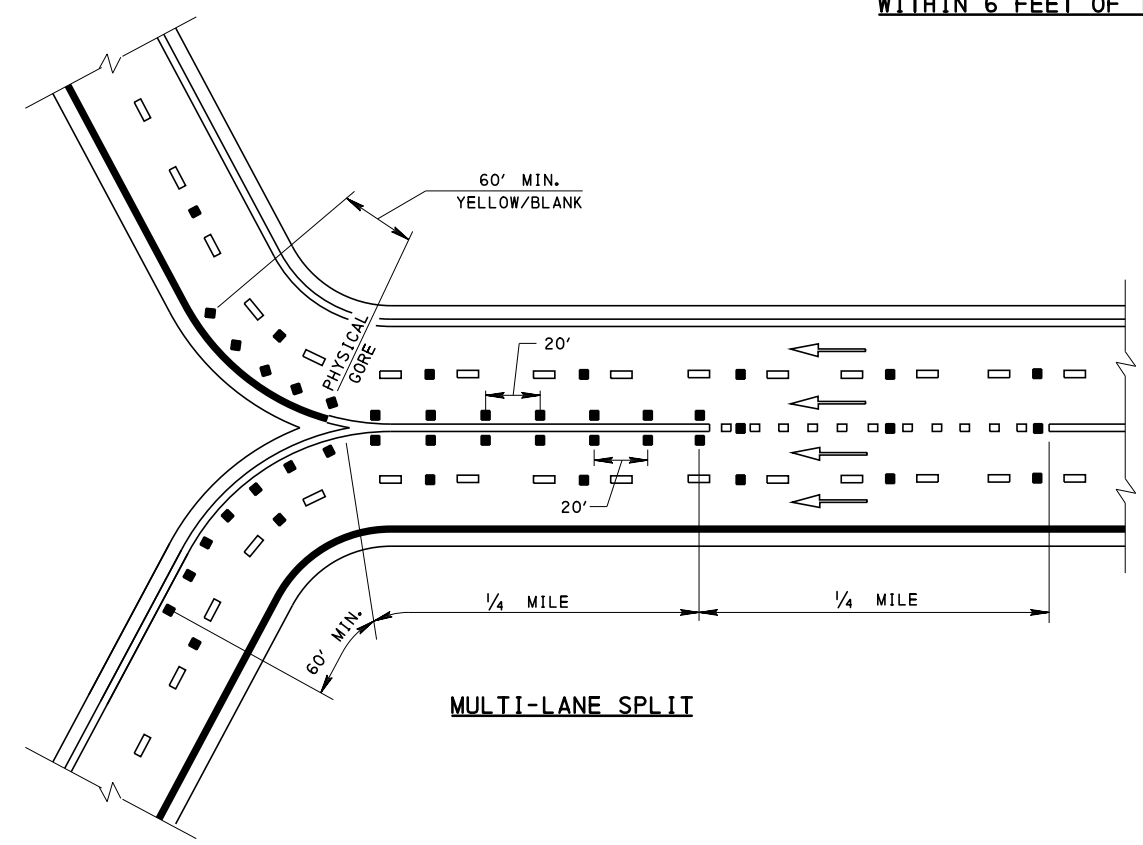 WITHIN 6 FEET OF
60' MIN.
YELLOW/BLANK
PHYSICAL
GORE
20'
20'
1/4 MILE
1/4 MILE
60' MIN.
MULTI-LANE SPLIT